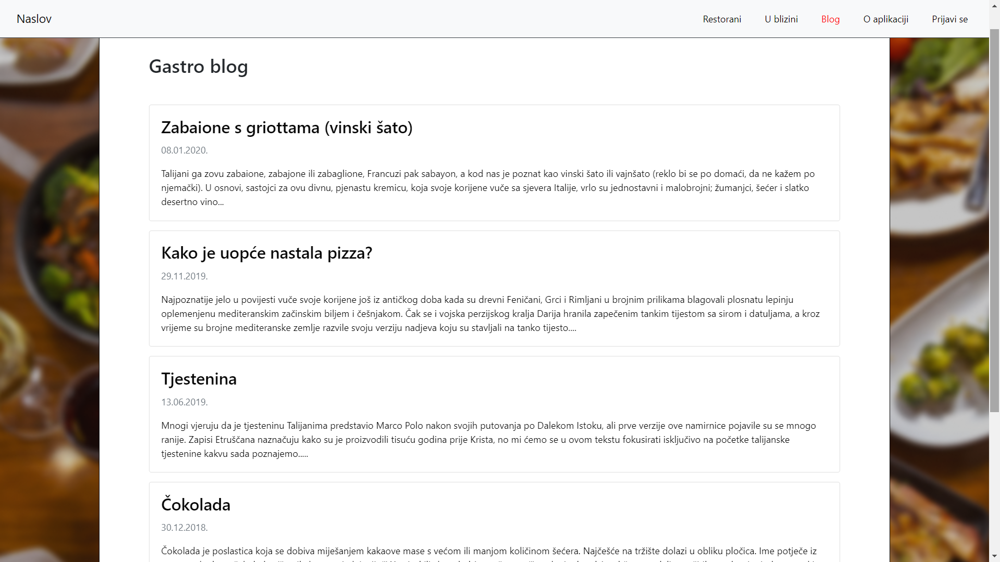 Naslov
Restorani
U blizini
Blog
O aplikaciji
Prijavi se
Gastro blog
Zabaione s griottama (vinski šato)
08.01.2020.
Talijani ga zovu zabaione, zabajone ili zabaglione, Francuzi pak sabayon, a kod nas je poznat kao vinski šato ili vajnšato (reklo bi se po domaći, da ne kažem po
njemački). U osnovi, sastojci za ovu divnu, pjenastu kremicu, koja svoje korijene vuče sa sjevera Italije, vrlo su jednostavni i malobrojni; žumanjci, šećer i slatko
desertno vino...
Kako je uopće nastala pizza?
29.11.2019.
Najpoznatije jelo u povijesti vuče svoje korijene još iz antičkog doba kada su drevni Feničani, Grci i Rimljani u brojnim prilikama blagovali plosnatu lepinju
oplemenjenu mediteranskim začinskim biljem i češnjakom. Čak se i vojska perzijskog kralja Darija hranila zapečenim tankim tijestom sa sirom i datuljama, a kroz
vrijeme su brojne mediteranske zemlje razvile svoju verziju nadjeva koju su stavljali na tanko tijesto....
Tjestenina
13.06.2019.
Mnogi vjeruju da je tjesteninu Talijanima predstavio Marco Polo nakon svojih putovanja po Dalekom Istoku, ali prve verzije ove namirnice pojavile su se mnogo
ranije. Zapisi Etruščana naznačuju kako su je proizvodili tisuću godina prije Krista, no mi ćemo se u ovom tekstu fokusirati isključivo na početke talijanske
tjestenine kakvu sada poznajemo.....
Čokolada
30.12.2018.
Čokolada je poslastica koja se dobiva miješanjem kakaove mase s većom ili manjom količinom šećera. Najčešće na tržište dolazi u obliku pločica. Ime potječe iz